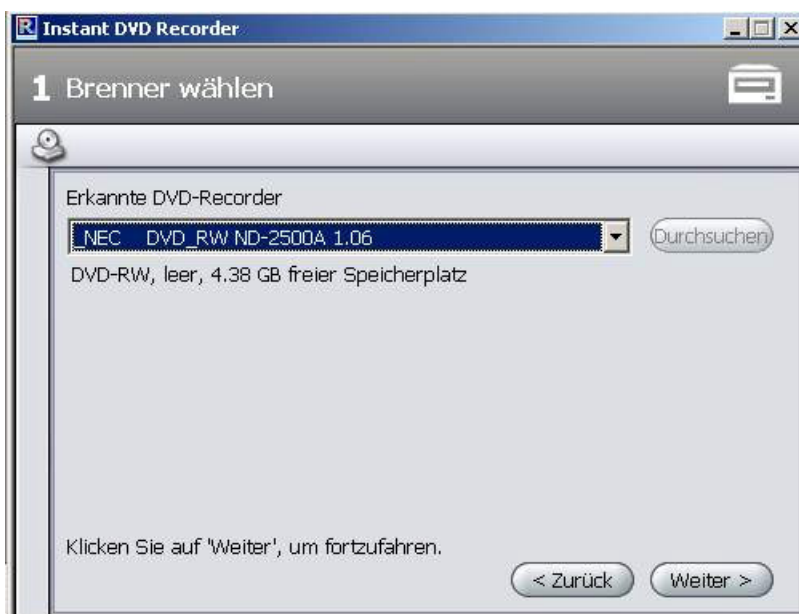 Instant DVD Recorder
1 Brenner wählen
Erkannte DVD-Recorder
_NEC DVD_RW ND-2500A 1.06
Durchsuchen
DVD-RW, leer, 4.38 GB freier Speicherplatz
Klicken Sie auf 'Weiter', um fortzufahren.
< Zurück Weiter >